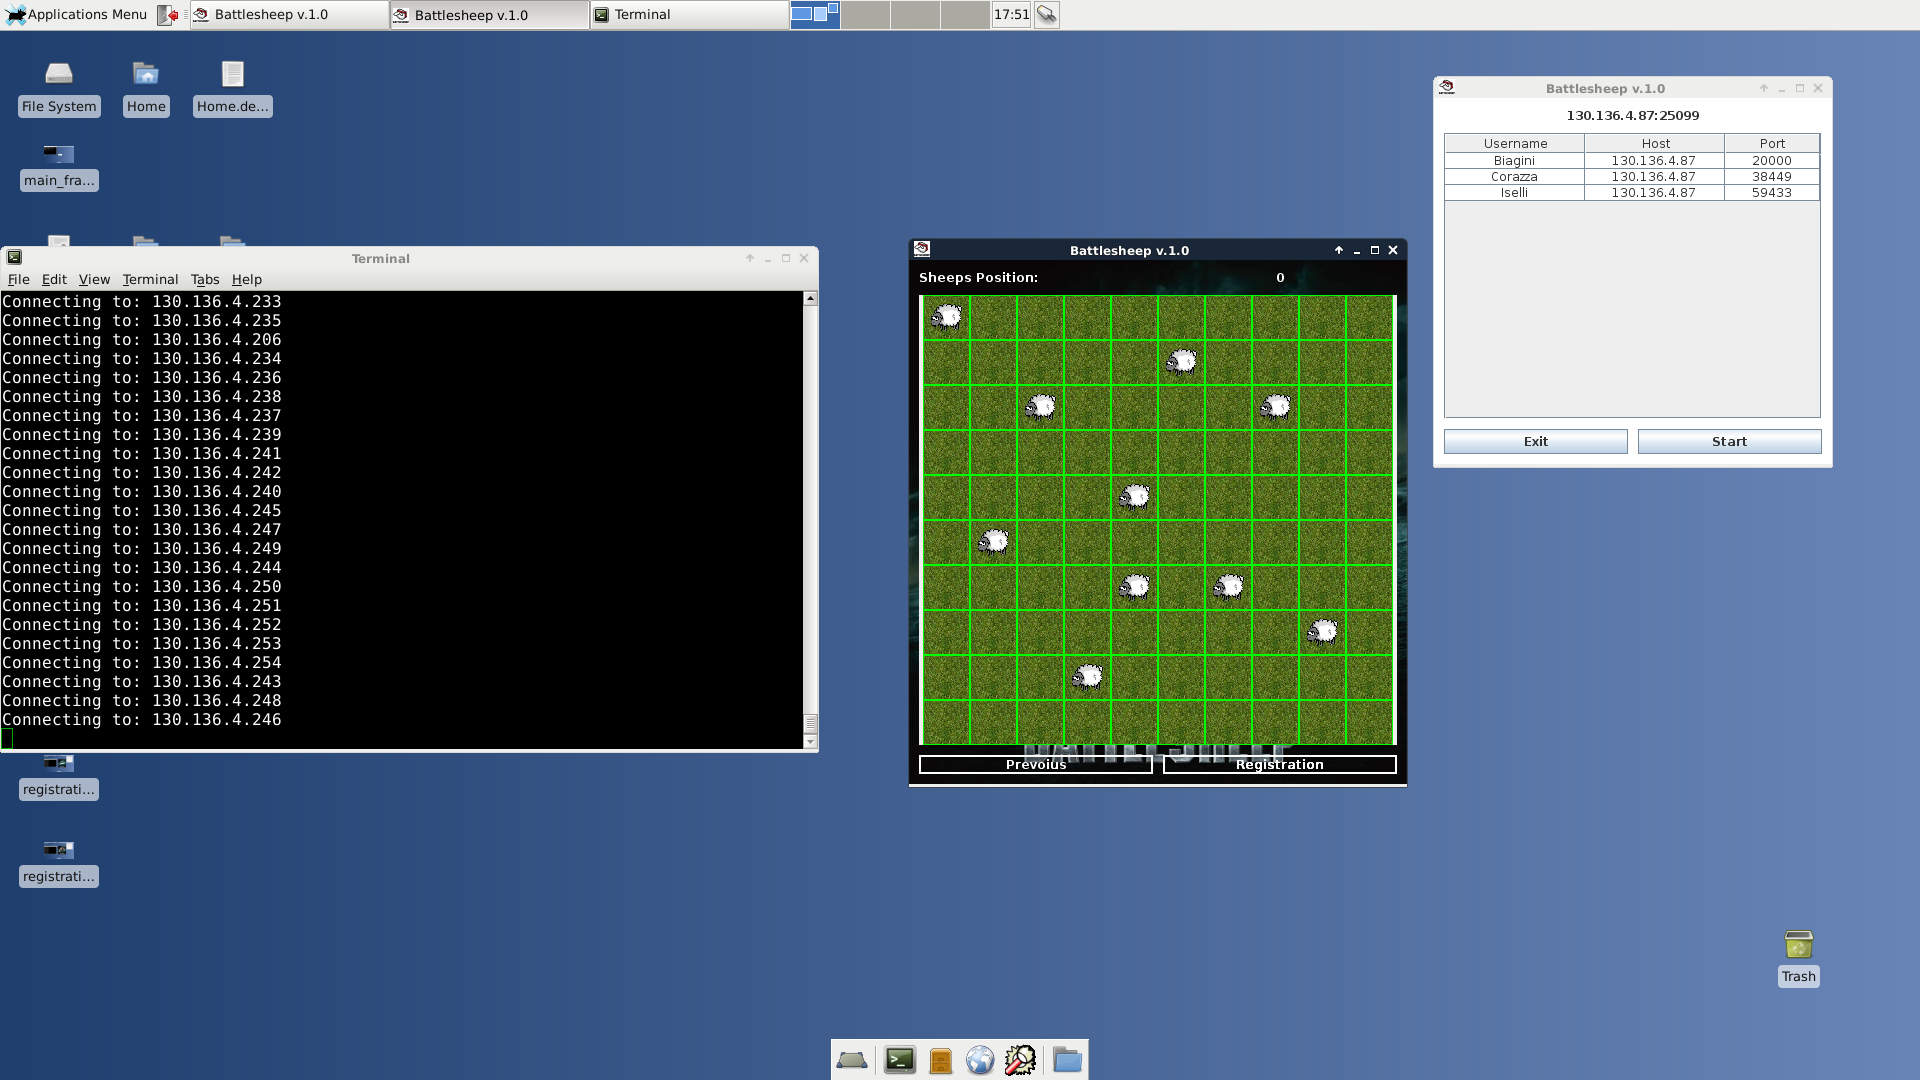 Applications Menu
Battlesheep v.1.0
Battlesheep v.1.0
Terminal
17:51
File System
Home
Home.de...
main_fra...
Terminal
File Edit View Terminal Tabs Help
Connecting to: 130.136.4.233
Connecting to: 130.136.4.235
Connecting to: 130.136.4.206
Connecting to: 130.136.4.234
Connecting to: 130.136.4.236
Connecting to: 130.136.4.238
Connecting to: 130.136.4.237
Connecting to: 130.136.4.239
Connecting to: 130.136.4.241
Connecting to: 130.136.4.242
Connecting to: 130.136.4.240
Connecting to: 130.136.4.245
Connecting to: 130.136.4.247
Connecting to: 130.136.4.249
Connecting to: 130.136.4.244
Connecting to: 130.136.4.250
Connecting to: 130.136.4.251
Connecting to: 130.136.4.252
Connecting to: 130.136.4.253
Connecting to: 130.136.4.254
Connecting to: 130.136.4.243
Connecting to: 130.136.4.248
Connecting to: 130.136.4.246
registrati...
registrati...
Battlesheep v.1.0
Sheeps Position: 0
Prevoius
Registration
Battlesheep v.1.0
130.136.4.87:25099
Username Host Port
Biagini 130.136.4.87 20000
Corazza 130.136.4.87 38449
Iselli 130.136.4.87 59433
Exit
Start
Trash